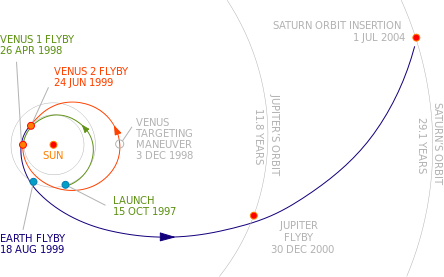 VENUS 1 FLYBY
26 APR 1998
VENUS 2 FLYBY
24 JUN 1999
SATURN ORBIT INSERTION
1 JUL 2004
VENUS
TARGETING
MANEUVER
3 DEC 1998
SUN
JUPITER'S ORBIT
11.8 YEARS
SATURN'S ORBIT
29.1 YEARS
LAUNCH
15 OCT 1997
EARTH FLYBY
18 AUG 1999
JUPITER
FLYBY
30 DEC 2000